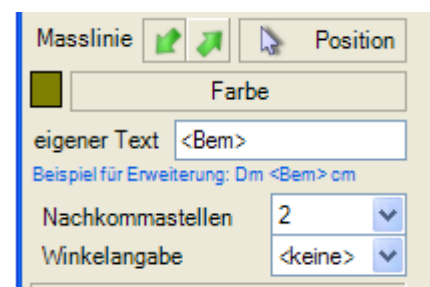 Masslinie Position
Farbe
eigener Text <Bem>
Beispiel für Erweiterung: Dm <Bem> cm
Nachkommastellen 2
Winkelangabe <keine>